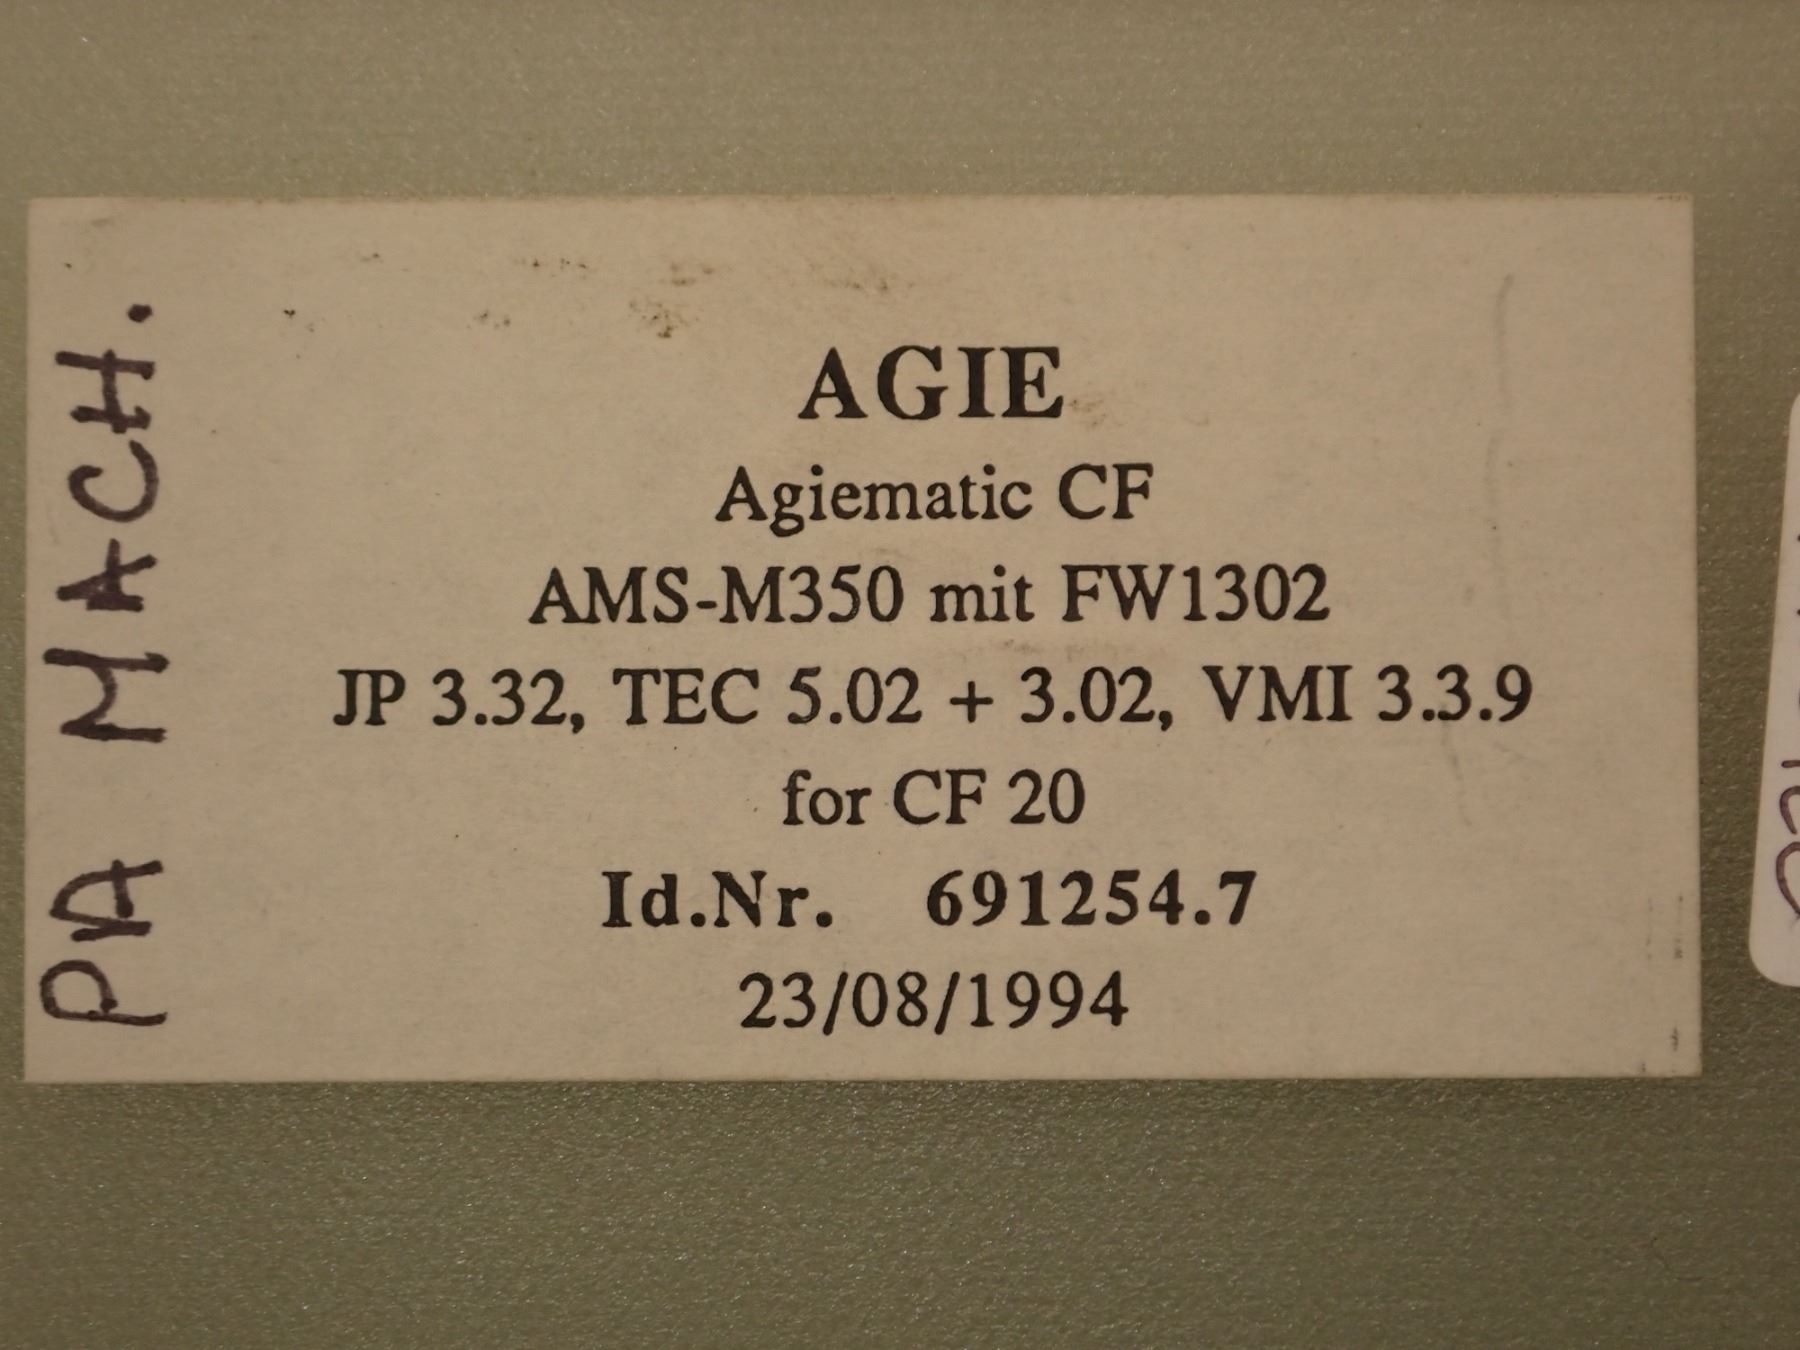 PA MACH.
AGIE
Agiematic CF
AMS-M350 mit FW1302
JP 3.32, TEC 5.02 + 3.02, VMI 3.3.9
for CF 20
Id.Nr. 691254.7
23/08/1994